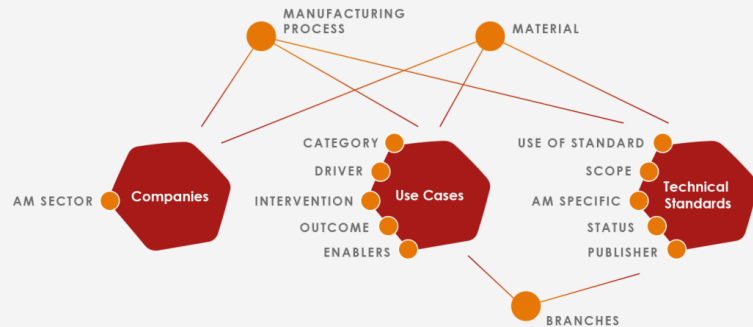 MANUFACTURING
PROCESS
MATERIAL
CATEGORY
DRIVER
INTERVENTION
OUTCOME
ENABLERS
USE OF STANDARD
SCOPE
AM SPECIFIC
STATUS
PUBLISHER
AM SECTOR
Companies
Use Cases
Technical
Standards
BRANCHES